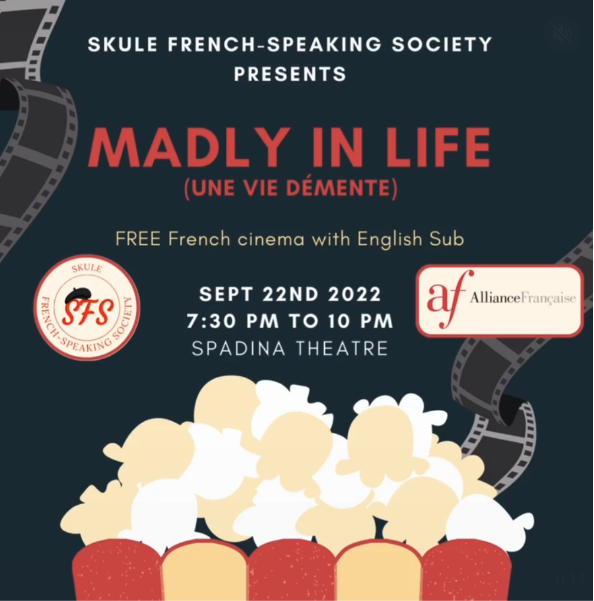 SKULE FRENCH-SPEAKING SOCIETY
PRESENTS
MADLY IN LIFE
(UNE VIE DÉMENTE)
FREE French cinema with English Sub
SKULE
SFS
FRENCH-SPEAKING SOCIETY
SEPT 22ND 2022
7:30 PM TO 10 PM
SPADINA THEATRE
af AllianceFrançaise